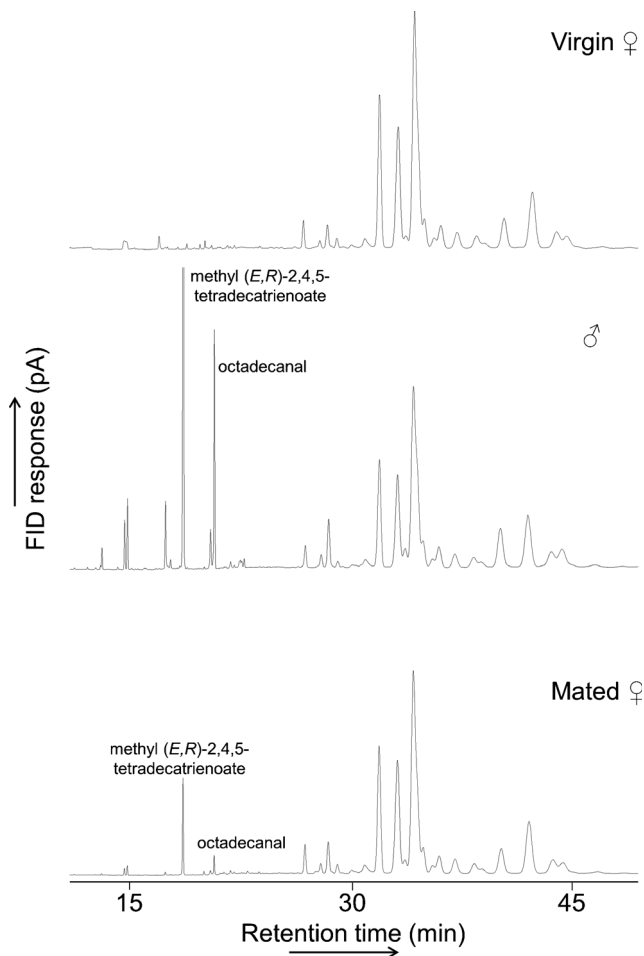 Virgin ♀
methyl (E,R)-2,4,5-
tetradecatrienoate
♂
octadecanal
FID response (pA)
Mated ♀
methyl (E,R)-2,4,5-
tetradecatrienoate
octadecanal
15 30 45
Retention time (min)